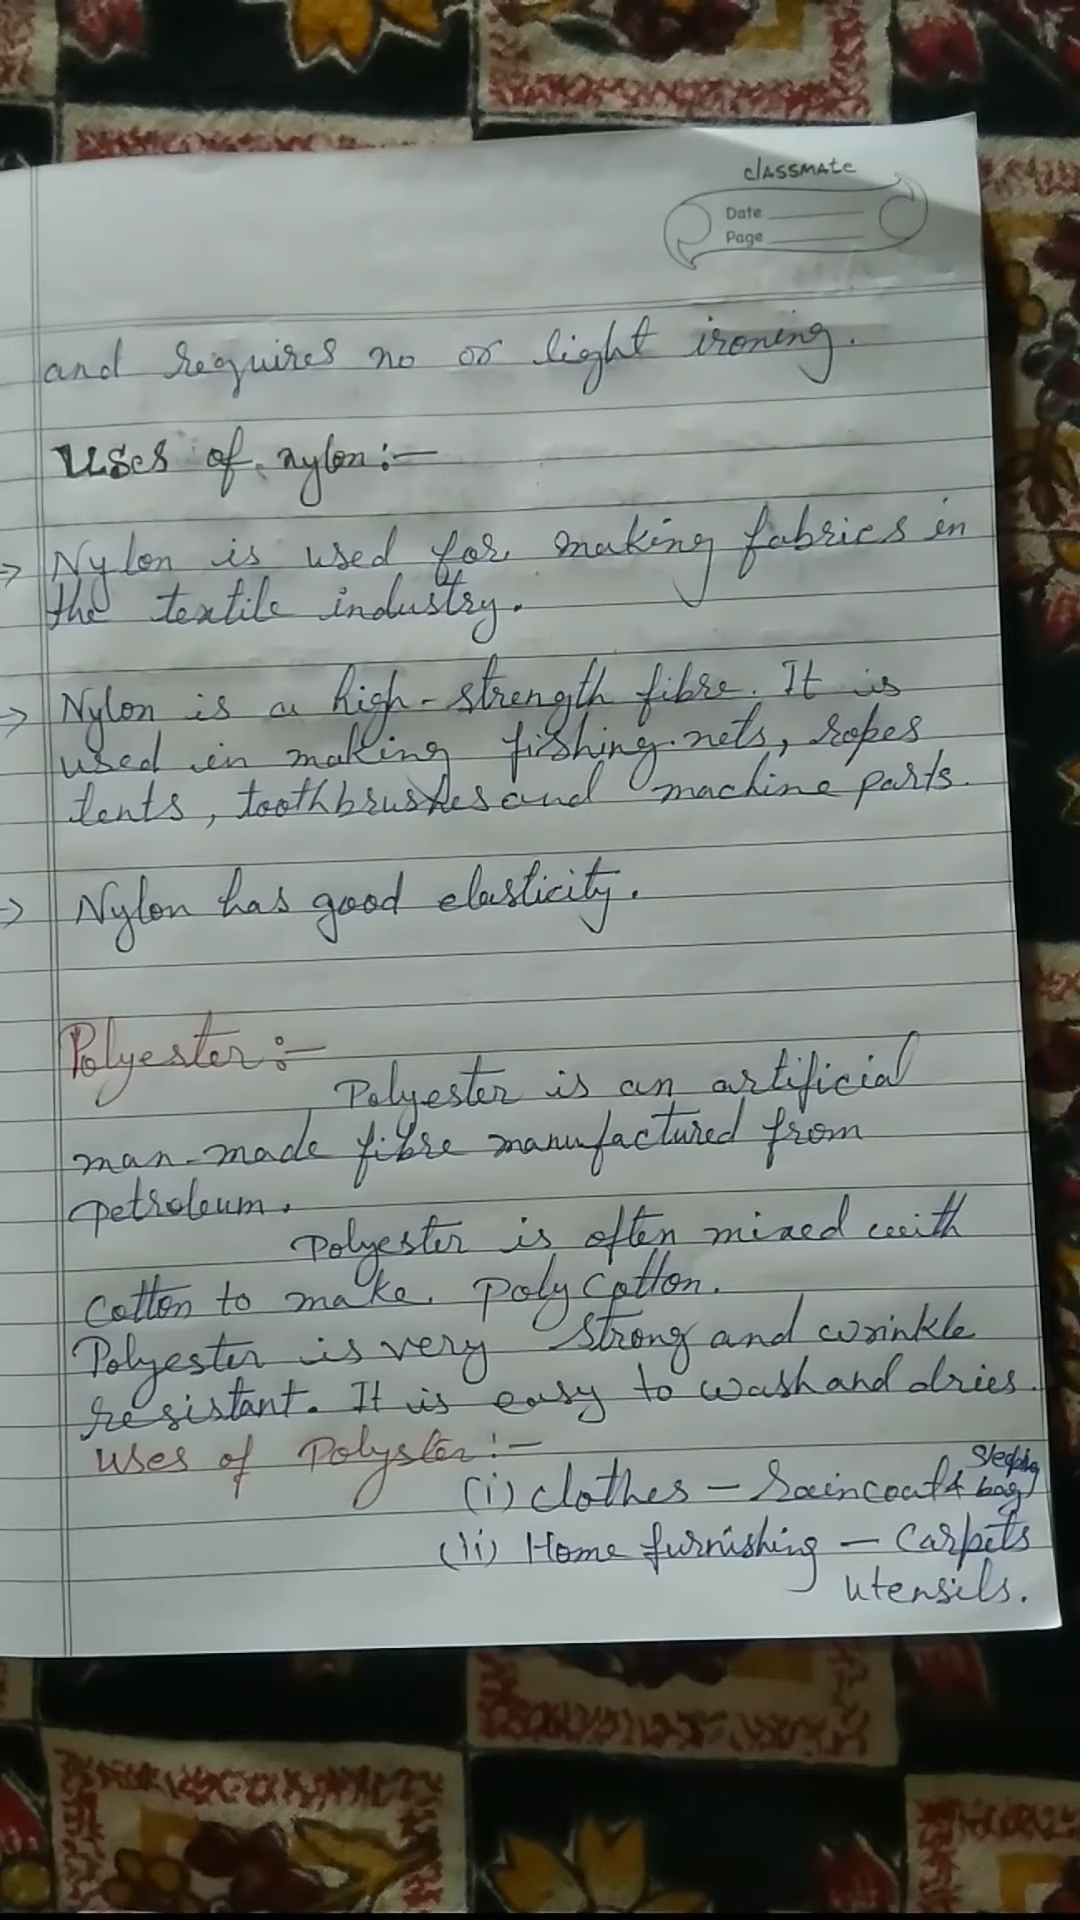 classmate
Date
Page
and requires no or light ironing.
Uses of nylon:-
→ Nylon is used for making fabrics in
the textile industry.
→ Nylon is a high-strength fibre. It is
used in making fishing nets, ropes
tents, toothbrushes and machine parts.
→ Nylon has good elasticity.
Polyester:-
Polyester is an artificial
man-made fibre manufactured from
petroleum.
Polyester is often mixed with
cotton to make polycotton.
Polyester is very strong and wrinkle
resistant. It is easy to wash and dries.
Uses of Polyster:-
(i) clothes - Raincoat & Sleeping bag
(ii) Home furnishing - Carpets
utensils.